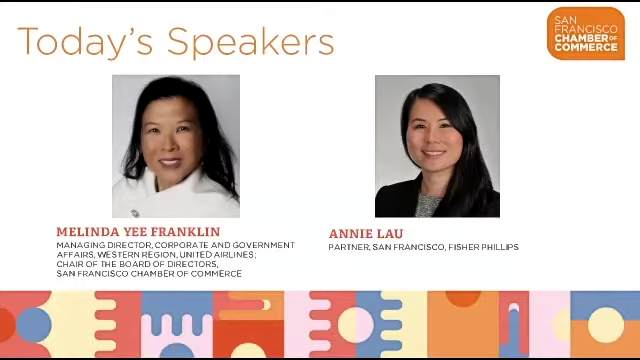 Today's Speakers
SAN
FRANCISCO
CHAMBER OF
COMMERCE
MELINDA YEE FRANKLIN
MANAGING DIRECTOR, CORPORATE AND GOVERNMENT
AFFAIRS, WESTERN REGION, UNITED AIRLINES;
CHAIR OF THE BOARD OF DIRECTORS,
SAN FRANCISCO CHAMBER OF COMMERCE
ANNIE LAU
PARTNER, SAN FRANCISCO, FISHER PHILLIPS